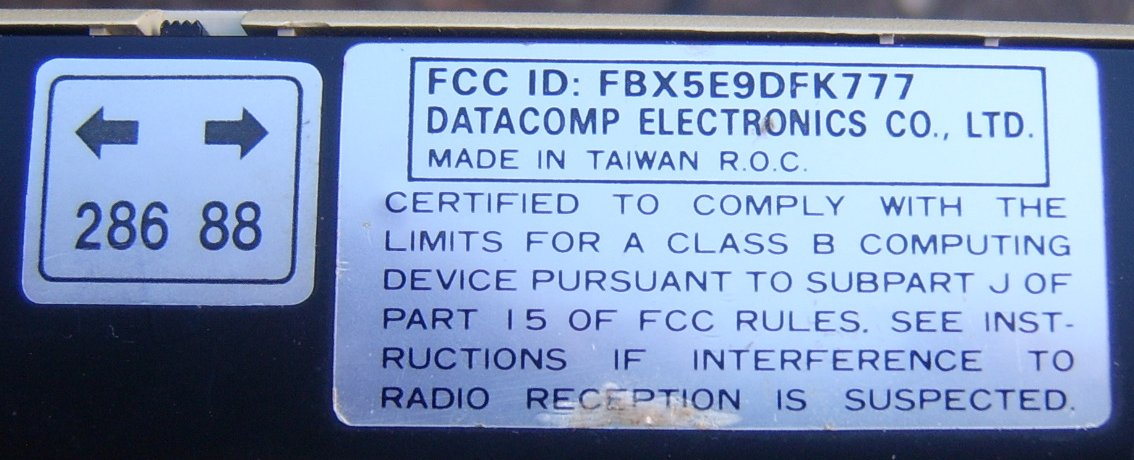 286 88
FCC ID: FBX5E9DFK777
DATACOMP ELECTRONICS CO., LTD.
MADE IN TAIWAN R.O.C.
CERTIFIED TO COMPLY WITH THE
LIMITS FOR A CLASS B COMPUTING
DEVICE PURSUANT TO SUBPART J OF
PART 15 OF FCC RULES. SEE INST-
RUCTIONS IF INTERFERENCE TO
RADIO RECEPTION IS SUSPECTED.